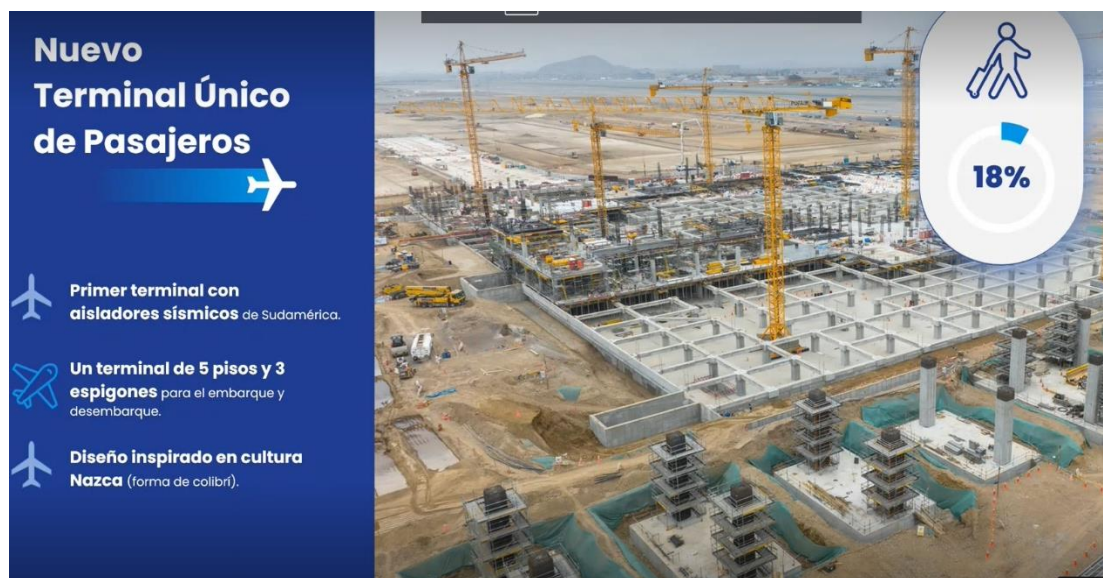 Nuevo
Terminal Único
de Pasajeros
Primer terminal con
aisladores sísmicos de Sudamérica.
Un terminal de 5 pisos y 3
espigones para el embarque y
desembarque.
Diseño inspirado en cultura
Nazca (forma de colibrí).
18%